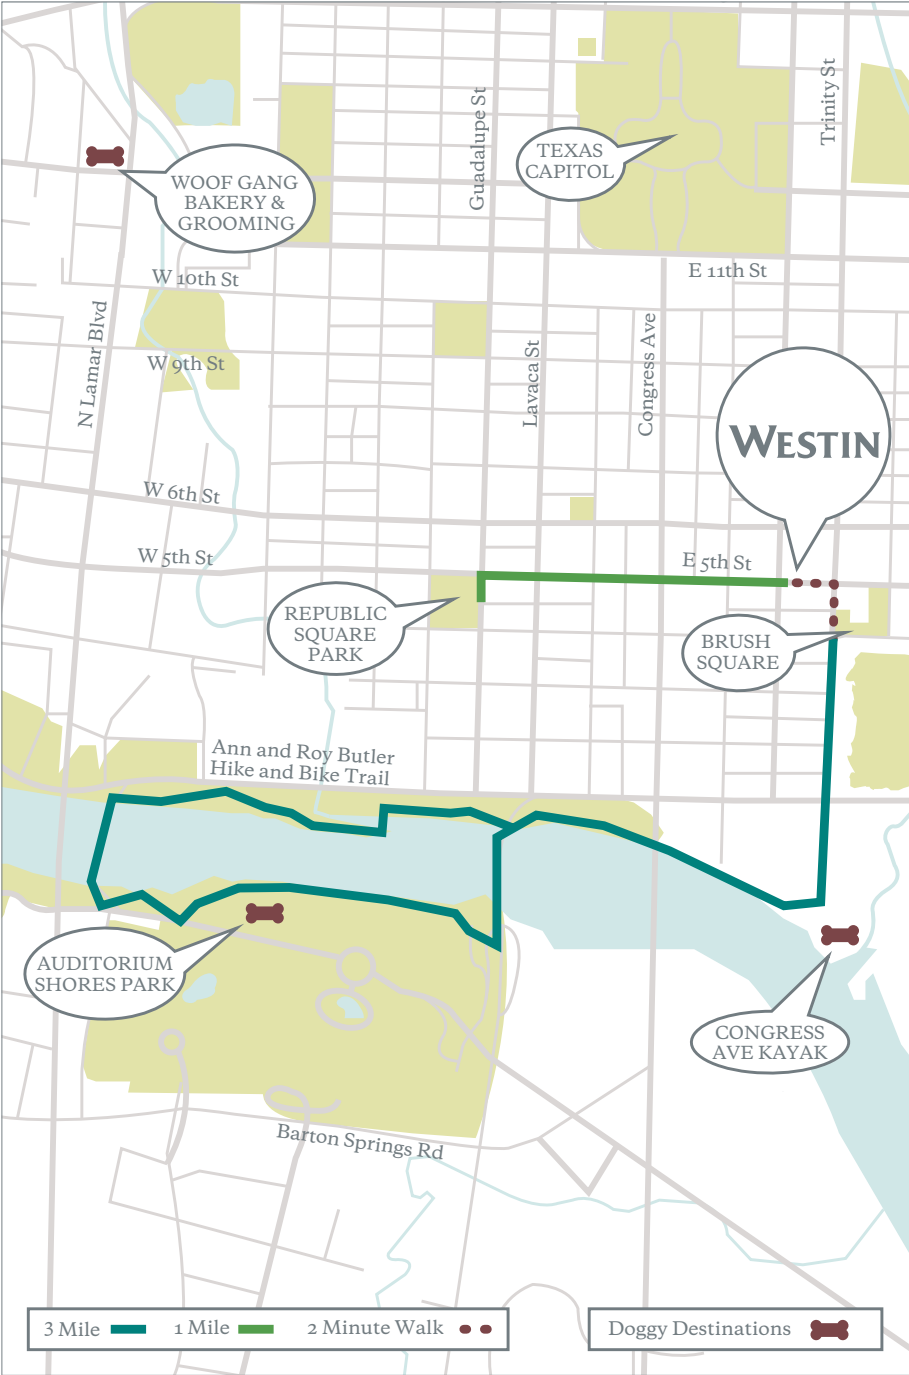 Guadalupe St
Trinity St
TEXAS
CAPITOL
WOOF GANG
BAKERY &
GROOMING
W 10th St
E 11th St
N Lamar Blvd
W 9th St
Lavaca St
Congress Ave
WESTIN
W 6th St
W 5th St
E 5th St
REPUBLIC
SQUARE
PARK
BRUSH
SQUARE
Ann and Roy Butler
Hike and Bike Trail
AUDITORIUM
SHORES PARK
CONGRESS
AVE KAYAK
Barton Springs Rd
3 Mile
1 Mile
2 Minute Walk
Doggy Destinations